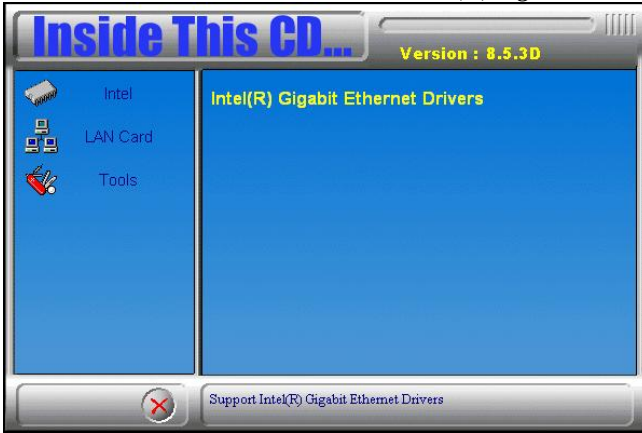 Inside This CD...
Version : 8.5.3D
Intel
LAN Card
Tools
Intel(R) Gigabit Ethernet Drivers
Support Intel(R) Gigabit Ethernet Drivers